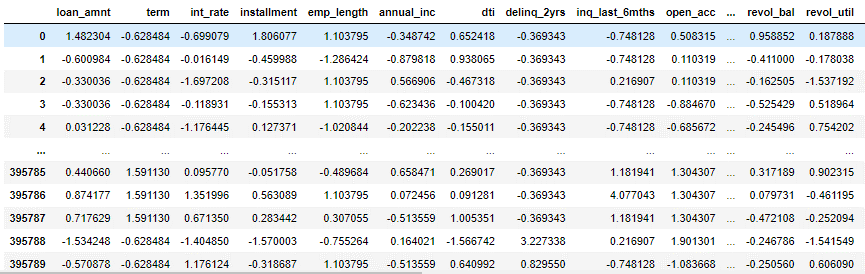 loan_amnt term int_rate installment emp_length annual_inc dti delinq_2yrs inq_last_6mths open_acc ... revol_bal revol_util
0 1.482304 -0.628484 -0.699079 1.806077 1.103795 -0.348742 0.652418 -0.369343 -0.748128 0.508315 ... 0.958852 0.187888
1 -0.600984 -0.628484 -0.016149 -0.459988 -1.286424 -0.879818 0.938065 -0.369343 -0.748128 0.110319 ... -0.411000 -0.178038
2 -0.330036 -0.628484 -1.697208 -0.315117 1.103795 0.566906 -0.467318 -0.369343 0.216907 0.110319 ... -0.162505 -1.537192
3 -0.330036 -0.628484 -0.118931 -0.155313 1.103795 -0.623436 -0.100420 -0.369343 -0.748128 -0.884670 ... -0.525429 0.518964
4 0.031228 -0.628484 -1.176445 0.127371 -1.020844 -0.202238 -0.155011 -0.369343 -0.748128 -0.685672 ... -0.245496 0.754202
... ... ... ... ... ... ... ... ... ... ... ... ... ...
395785 0.440660 1.591130 0.095770 -0.051758 -0.489684 0.658471 0.269017 -0.369343 1.181941 1.304307 ... 0.317189 0.902315
395786 0.874177 1.591130 1.351996 0.563089 1.103795 0.072456 0.091281 -0.369343 4.077043 1.304307 ... 0.079731 -0.461195
395787 0.717629 1.591130 0.671350 0.283442 0.307055 -0.513559 1.005351 -0.369343 1.181941 1.304307 ... -0.472108 -0.252094
395788 -1.534248 -0.628484 -1.404850 -1.570003 -0.755264 0.164021 -1.566742 3.227338 0.216907 1.901301 ... -0.246786 -1.541549
395789 -0.570878 -0.628484 1.176124 -0.318687 1.103795 -0.513559 0.640992 0.829550 -0.748128 -1.083668 ... -0.250560 0.606090